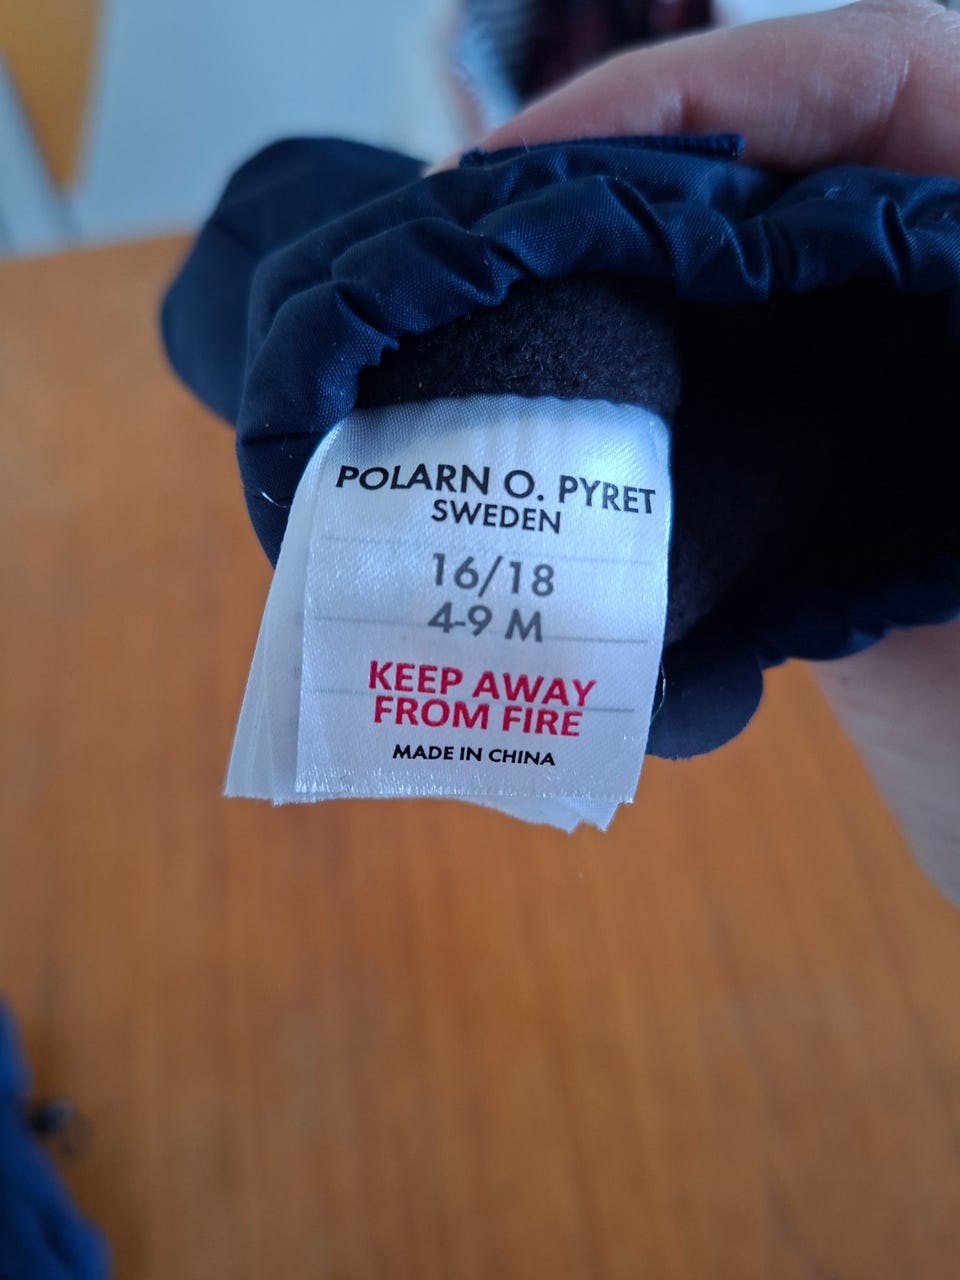 POLARN O. PYRET
SWEDEN
16/18
4-9 M
KEEP AWAY
FROM FIRE
MADE IN CHINA